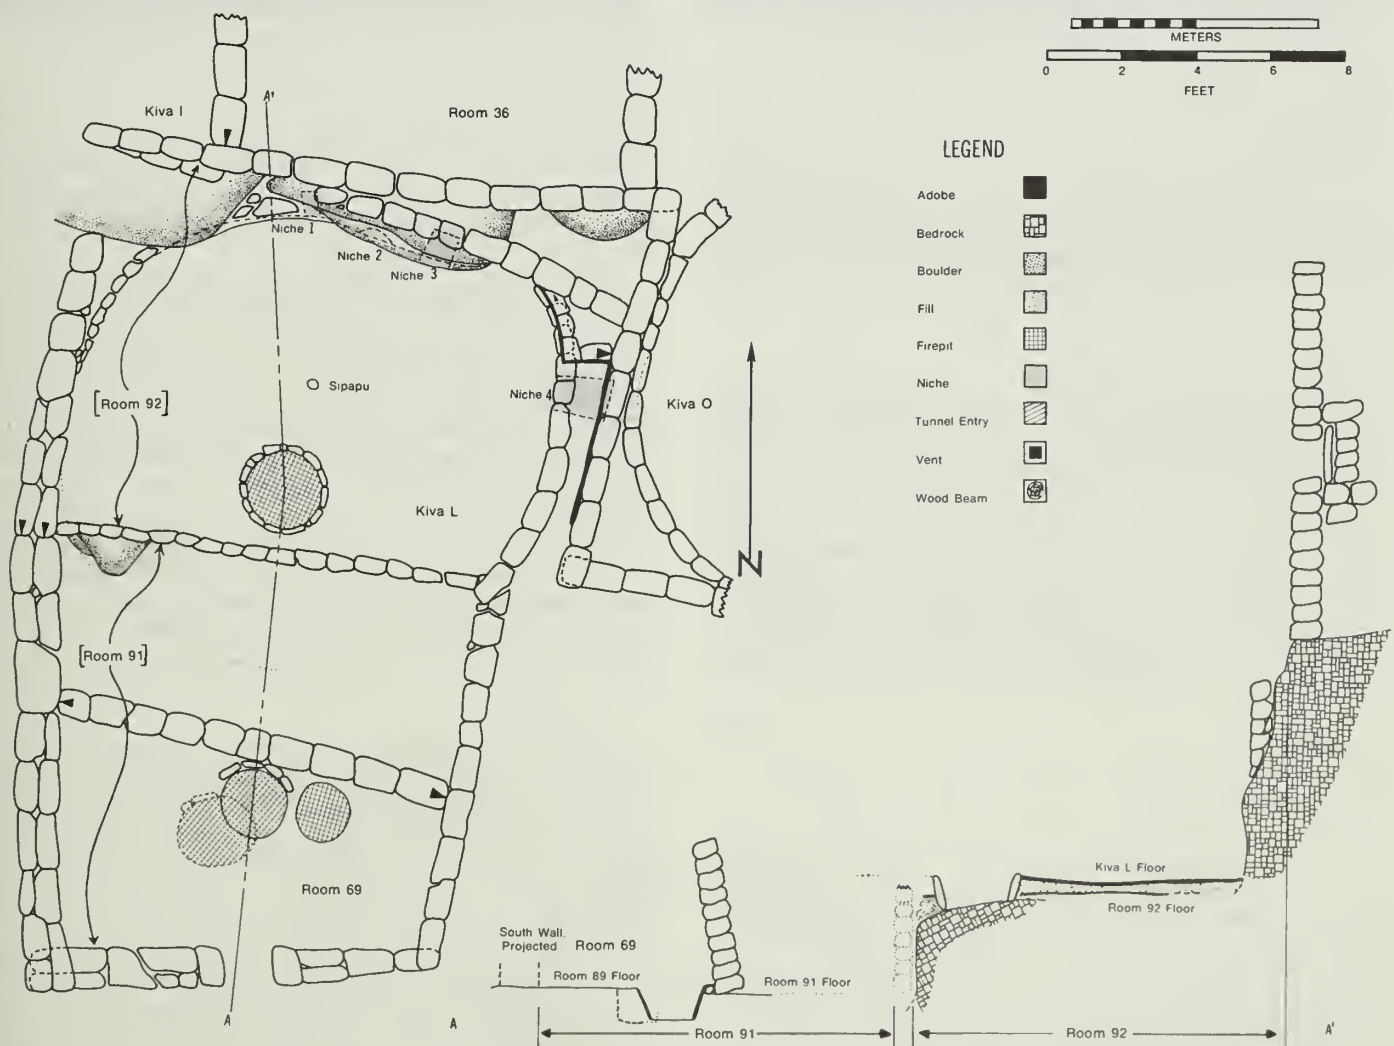 METERS
0 2 4 6 8
FEET
A'
Kiva I
Room 36
LEGEND
Adobe
Bedrock
Boulder
Fill
Firepit
Niche
Tunnel Entry
Vent
Wood Beam
Niche 1
Niche 2
Niche 3
Sipapu
Niche 4
Kiva O
[Room 92]
Kiva L
N
[Room 91]
Room 69
A
Kiva L Floor
Room 92 Floor
South Wall.
Projected
Room 69
Room 89 Floor
Room 91 Floor
A
Room 91
Room 92
A'